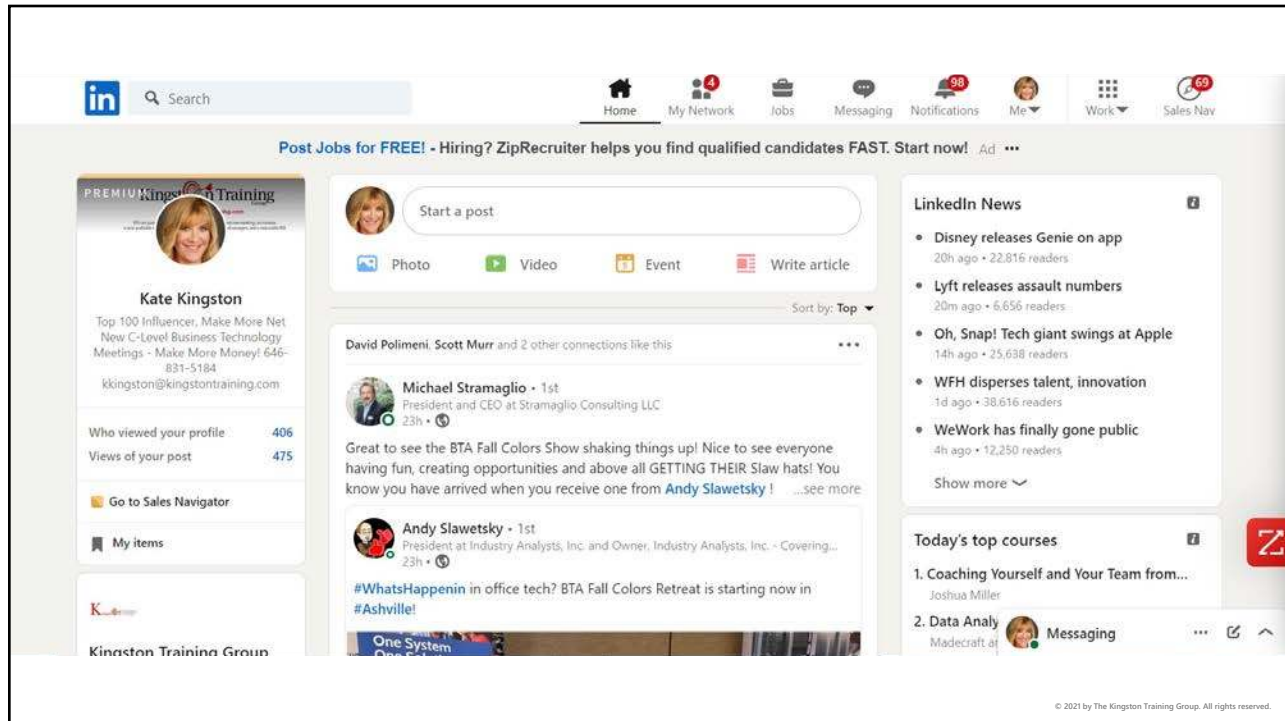 in
Search
4
98
69
Home
My Network
Jobs
Messaging
Notifications
Me
Work
Sales Nav
Post Jobs for FREE! - Hiring? ZipRecruiter helps you find qualified candidates FAST. Start now! Ad •••
PREMIUM
Training
Kate Kingston
Top 100 Influencer, Make More Net
New C-Level Business Technology
Meetings - Make More Money! 646-
831-5184
kkingston@kingstontraining.com
Who viewed your profile 406
Views of your post 475
Go to Sales Navigator
My items
Kingston Training Group
Start a post
Photo
Video
Event
Write article
Sort by: Top
David Polimeni, Scott Murr and 2 other connections like this
Michael Stramaglio • 1st
President and CEO at Stramaglio Consulting LLC
23h •
Great to see the BTA Fall Colors Show shaking things up! Nice to see everyone
having fun, creating opportunities and above all GETTING THEIR Slaw hats! You
know you have arrived when you receive one from Andy Slawetsky ! ...see more
Andy Slawetsky • 1st
President at Industry Analysts, Inc. and Owner, Industry Analysts, Inc. - Covering...
23h •
#WhatsHappenin in office tech? BTA Fall Colors Retreat is starting now in
#Ashville!
One System
LinkedIn News
• Disney releases Genie on app
20h ago • 22,816 readers
• Lyft releases assault numbers
20m ago • 6,656 readers
• Oh, Snap! Tech giant swings at Apple
14h ago • 25,638 readers
• WFH disperses talent, innovation
1d ago • 38,616 readers
• WeWork has finally gone public
4h ago • 12,250 readers
Show more
Today's top courses
1. Coaching Yourself and Your Team from...
Joshua Miller
2. Data Analy
Madecraft
Messaging
© 2021 by The Kingston Training Group. All rights reserved.